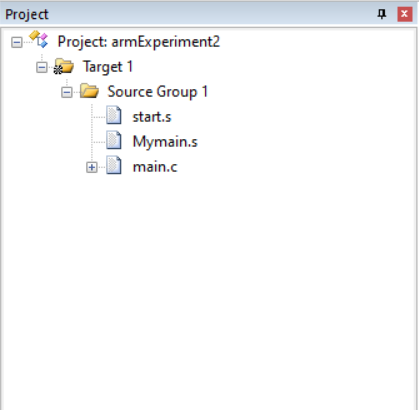 Project
Project: armExperiment2
Target 1
Source Group 1
start.s
Mymain.s
main.c